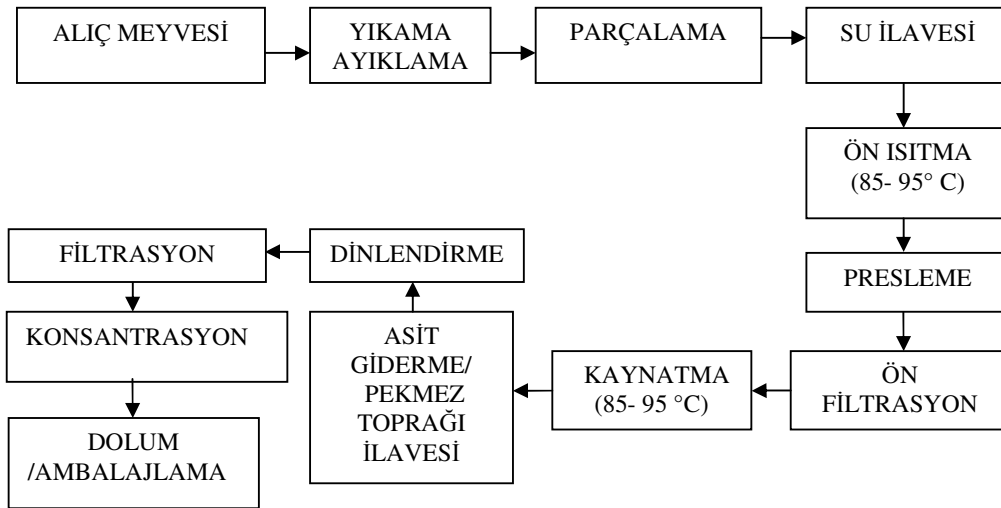 ALIÇ MEYVESİ
YIKAMA
AYIKLAMA
PARÇALAMA
SU İLAVESİ
ÖN ISITMA
(85- 95° C)
PRESLEME
ÖN
FİLTRASYON
KAYNATMA
(85- 95 °C)
ASİT
GİDERME/
PEKMEZ
TOPRAĞI
İLAVESİ
DİNLENDİRME
FİLTRASYON
KONSANTRASYON
DOLUM
/AMBALAJLAMA